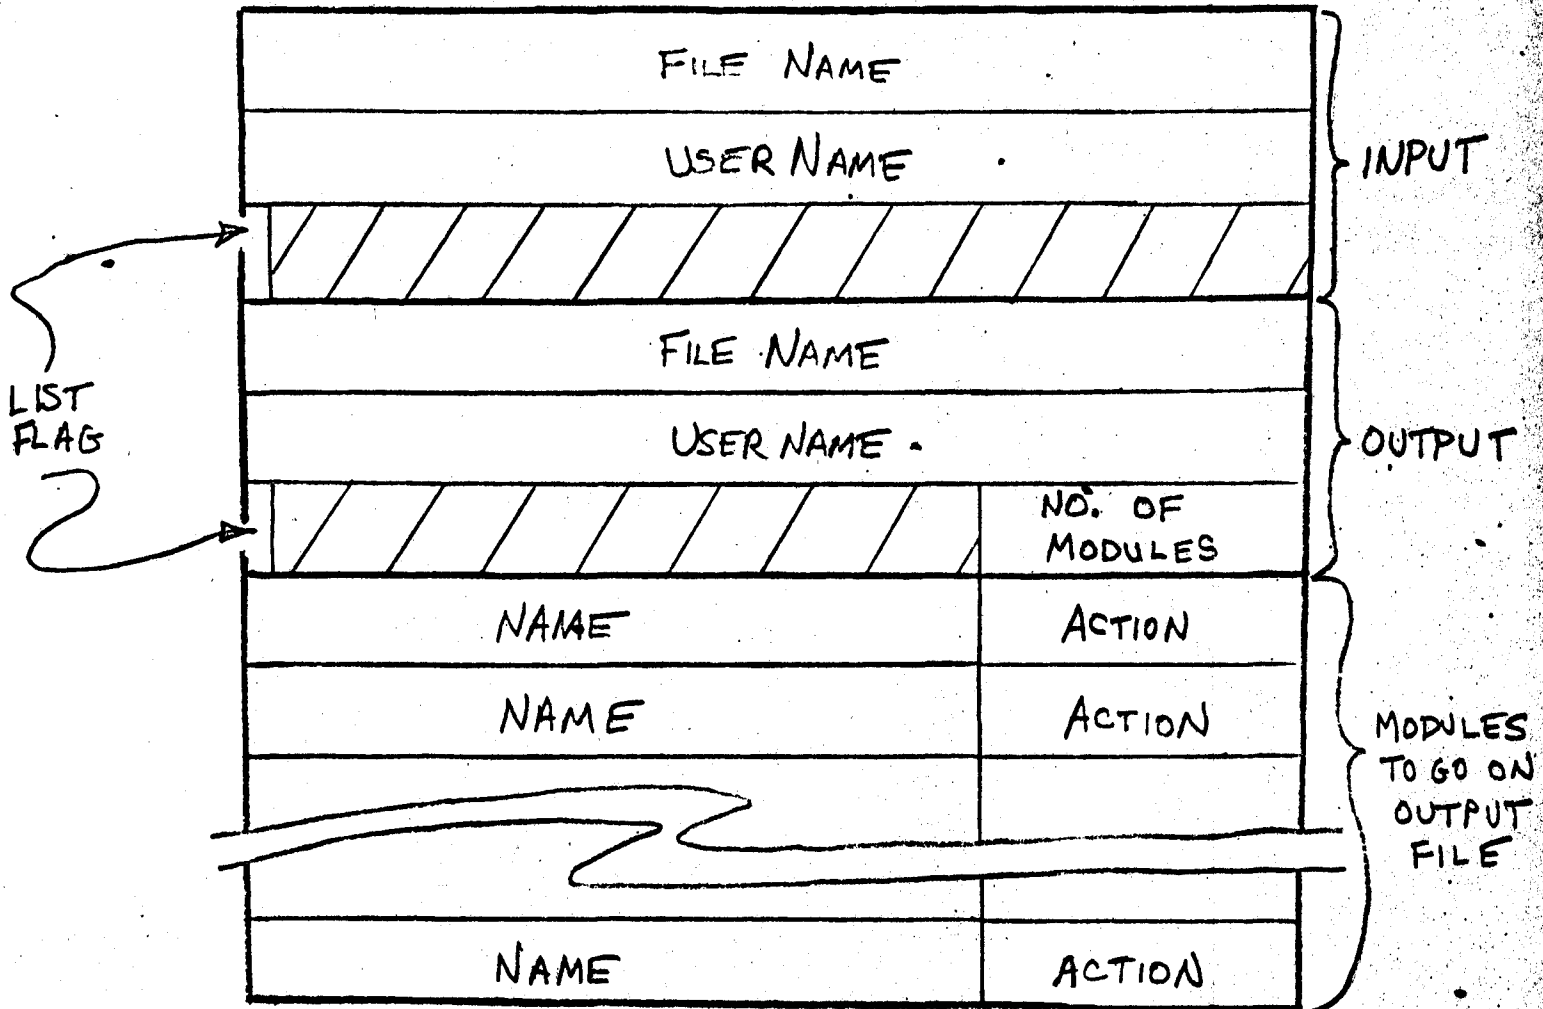 FILE NAME
USER NAME
INPUT
LIST
FLAG
FILE NAME
USER NAME
OUTPUT
NO. OF
MODULES
NAME ACTION
NAME ACTION
MODULES
TO GO ON
OUTPUT
FILE
NAME ACTION